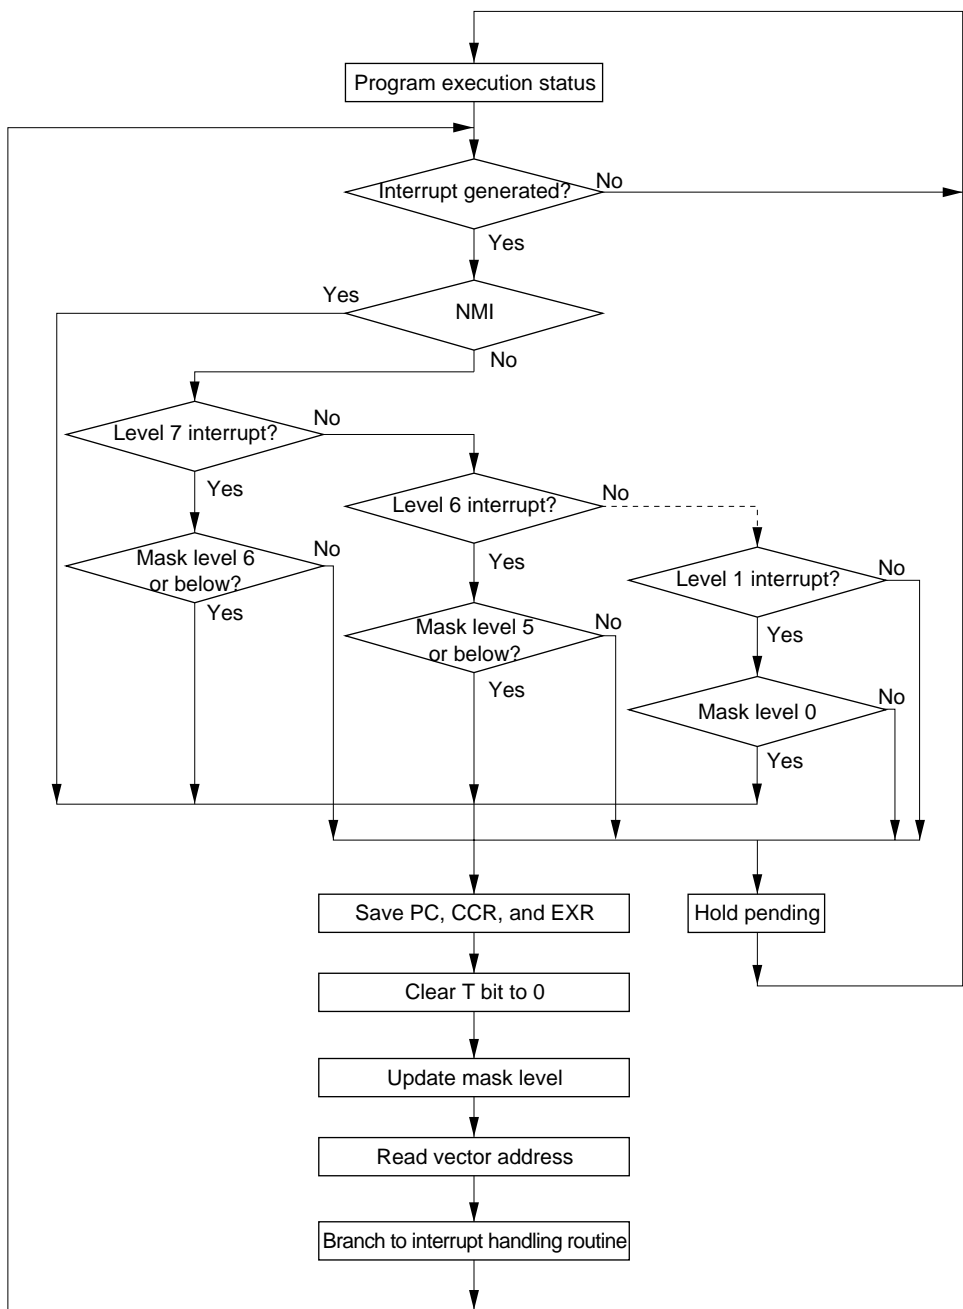 Program execution status
Interrupt generated?
No
Yes
Yes
NMI
No
Level 7 interrupt?
No
Yes
Level 6 interrupt?
No
Mask level 6
or below?
No
Yes
Level 1 interrupt?
No
Yes
Mask level 5
or below?
No
Yes
Yes
Mask level 0
No
Yes
Save PC, CCR, and EXR
Hold pending
Clear T bit to 0
Update mask level
Read vector address
Branch to interrupt handling routine